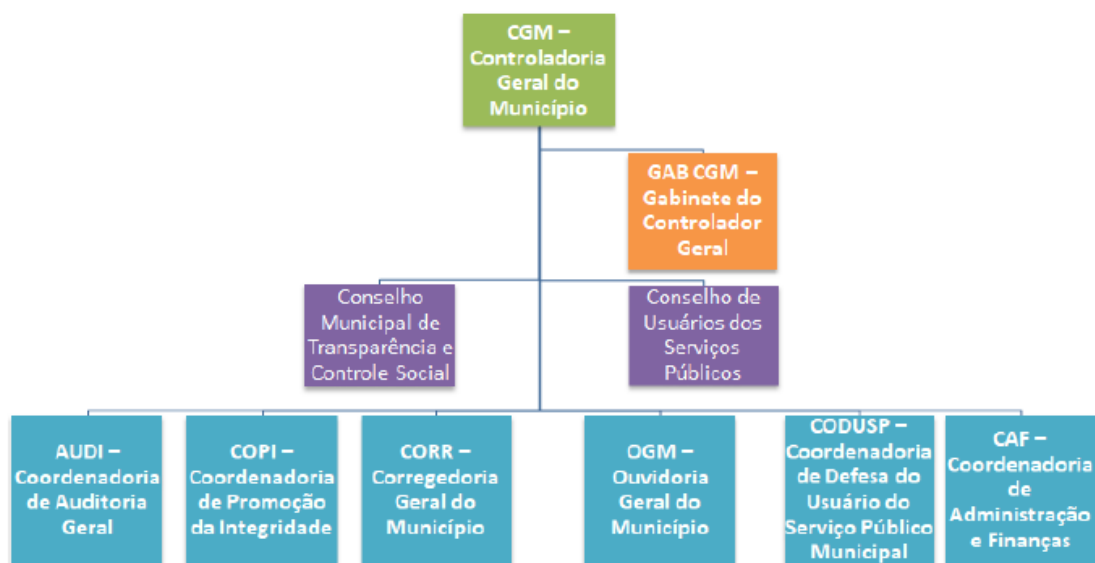 CGM –
Controladoria
Geral do
Município
GAB CGM –
Gabinete do
Controlador
Geral
Conselho
Municipal de
Transparência e
Controle Social
Conselho de
Usuários dos
Serviços
Públicos
AUDI –
Coordenadoria
de Auditoria
Geral
COPI –
Coordenadoria
de Promoção
da Integridade
CORR –
Corregedoria
Geral do
Município
OGM –
Ouvidoria
Geral do
Município
CODUSP –
Coordenadoria
de Defesa do
Usuário do
Serviço Público
Municipal
CAF –
Coordenadoria
de
Administração
e Finanças